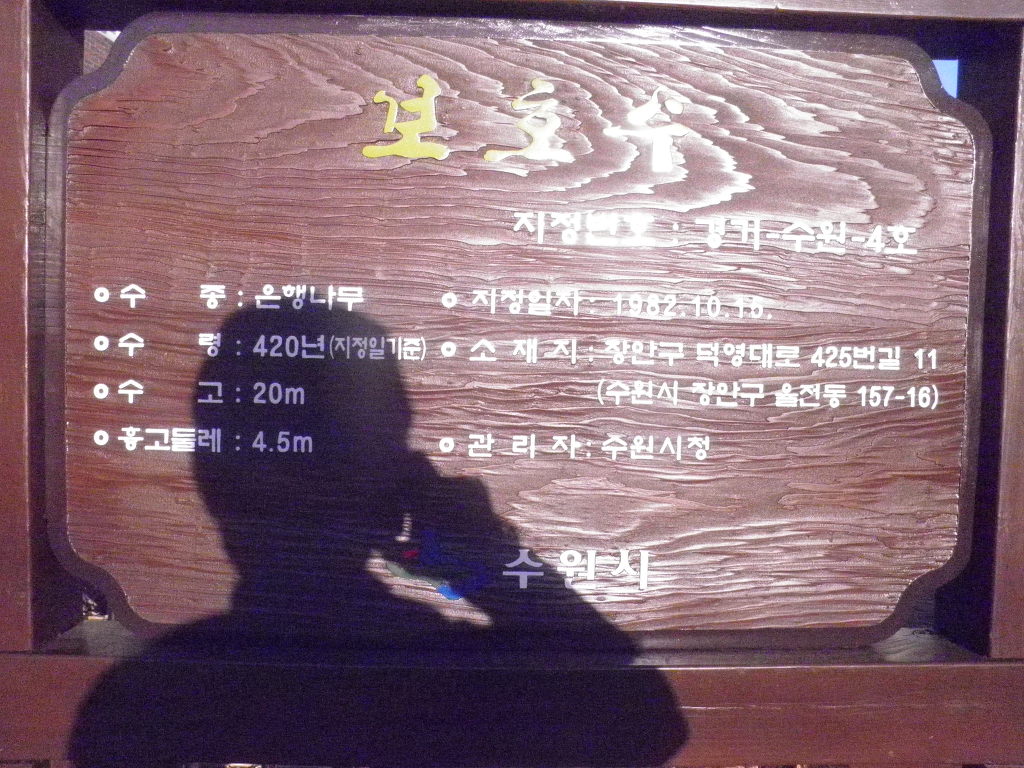 보호수
지정번호 : 경기-수원-4호
수 종 : 은행나무
수 령 : 420년(지정일기준)
수 고 : 20m
흉고둘레 : 4.5m
지정일자 : 1982.10.15.
소 재 지 : 장안구 덕영대로 425번길 11
(수원시 장안구 율전동 157-16)
관 리 자 : 수원시장
수원시